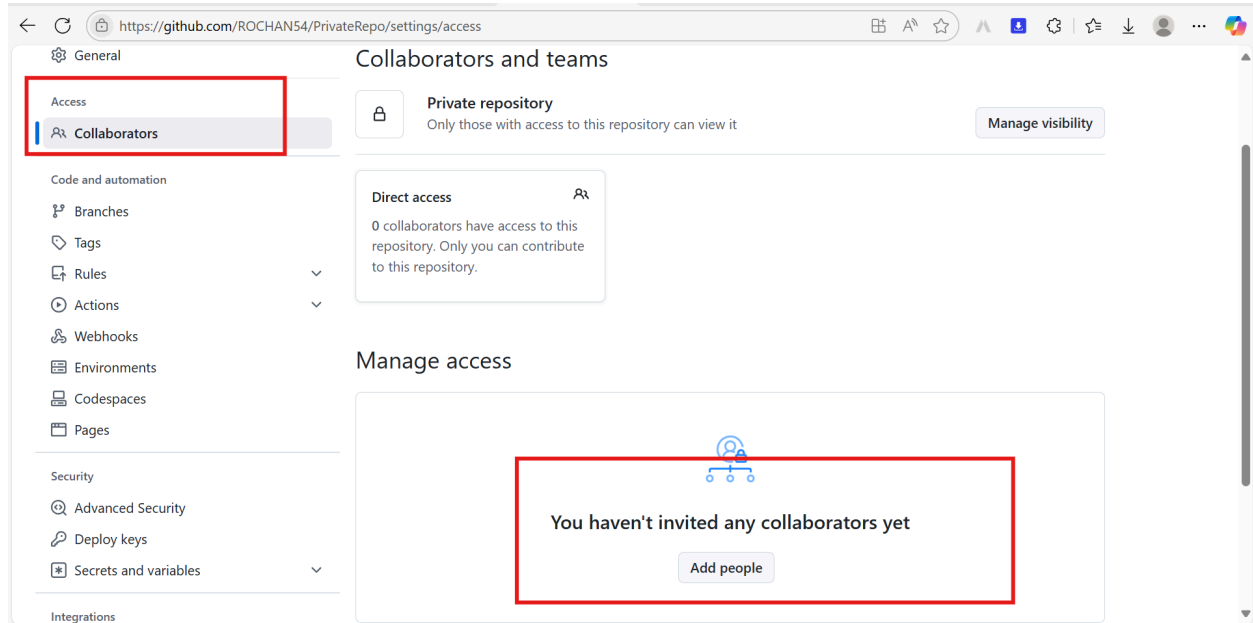 https://github.com/ROCHAN54/PrivateRepo/settings/access
General
Access
Collaborators
Code and automation
Branches
Tags
Rules
Actions
Webhooks
Environments
Codespaces
Pages
Security
Advanced Security
Deploy keys
Secrets and variables
Integrations
Collaborators and teams
Private repository
Only those with access to this repository can view it
Manage visibility
Direct access
0 collaborators have access to this
repository. Only you can contribute
to this repository.
Manage access
You haven't invited any collaborators yet
Add people